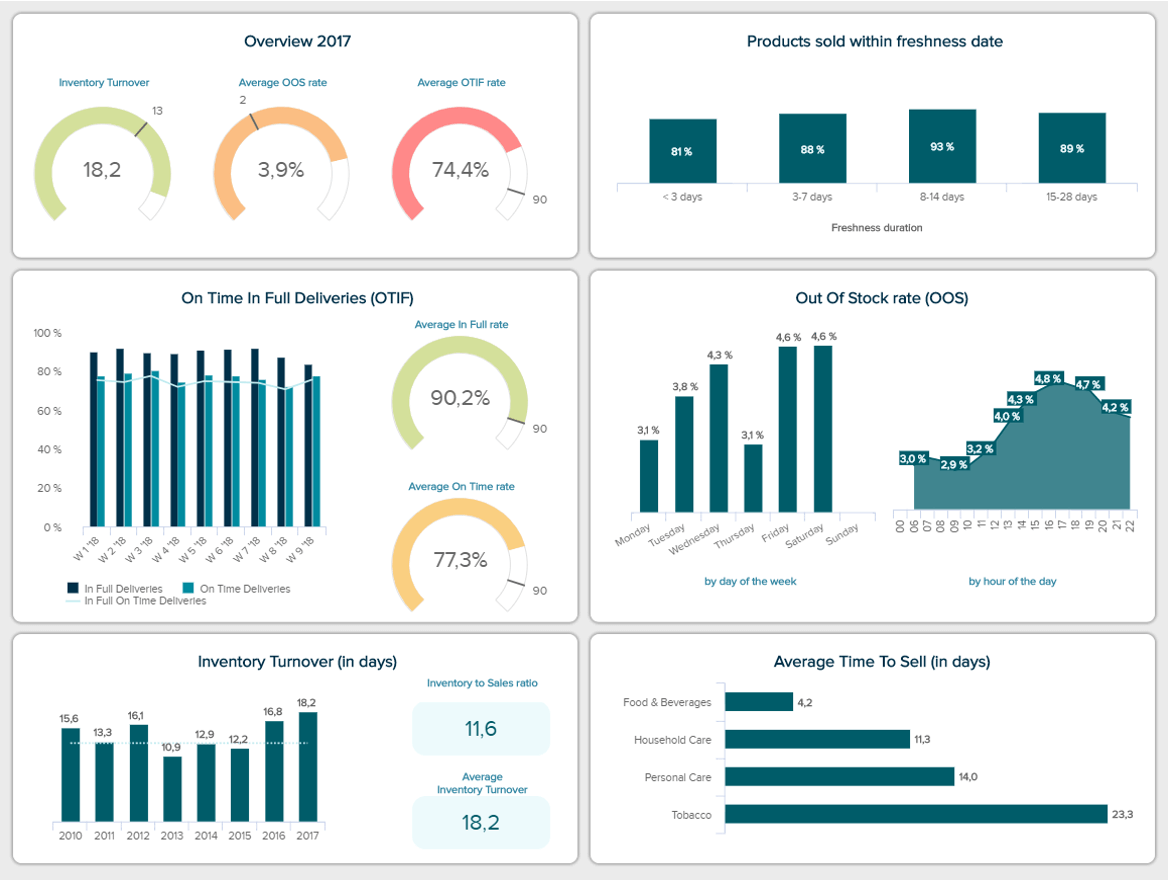 Overview 2017
Inventory Turnover
13
18,2
Average OOS rate
2
3,9%
Average OTIF rate
74,4%
90
Products sold within freshness date
81 %
88 %
93 %
89 %
< 3 days
3-7 days
8-14 days
15-28 days
Freshness duration
On Time In Full Deliveries (OTIF)
100 %
80 %
60 %
40 %
20 %
0 %
W 1 '18
W 2 '18
W 3 '18
W 4 '18
W 5 '18
W 6 '18
W 7 '18
W 8 '18
W 9 '18
In Full Deliveries
On Time Deliveries
In Full On Time Deliveries
Average In Full rate
90,2%
90
Average On Time rate
77,3%
90
Out Of Stock rate (OOS)
3,1 %
3,8 %
4,3 %
3,1 %
4,6 %
4,6 %
Monday
Tuesday
Wednesday
Thursday
Friday
Saturday
Sunday
by day of the week
3,0 %
2,9 %
3,2 %
4,0 %
4,3 %
4,8 %
4,7 %
4,2 %
00
06
07
08
09
10
11
12
13
14
15
16
17
18
19
20
21
22
by hour of the day
Inventory Turnover (in days)
15,6
13,3
16,1
10,9
12,9
12,2
16,8
18,2
2010
2011
2012
2013
2014
2015
2016
2017
Inventory to Sales ratio
11,6
Average
Inventory Turnover
18,2
Average Time To Sell (in days)
Food & Beverages
4,2
Household Care
11,3
Personal Care
14,0
Tobacco
23,3